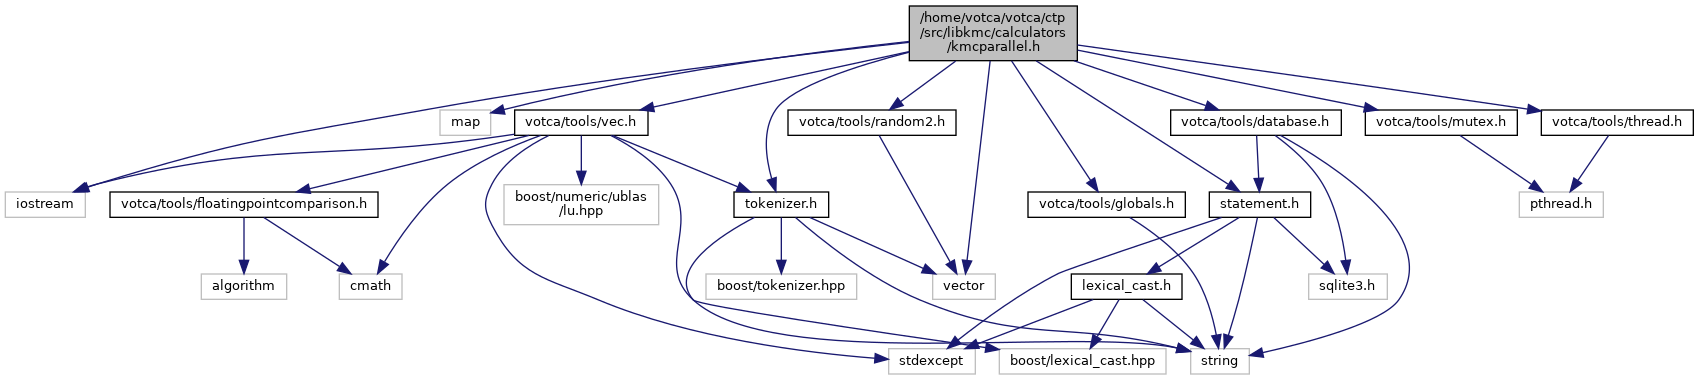 /home/votca/votca/ctp
/src/libkmc/calculators
/kmcparallel.h
map
votca/tools/vec.h
votca/tools/random2.h
votca/tools/database.h
votca/tools/mutex.h
votca/tools/thread.h
iostream
votca/tools/floatingpointcomparison.h
boost/numeric/ublas
/lu.hpp
tokenizer.h
votca/tools/globals.h
statement.h
pthread.h
algorithm
cmath
boost/tokenizer.hpp
vector
lexical_cast.h
sqlite3.h
stdexcept
boost/lexical_cast.hpp
string